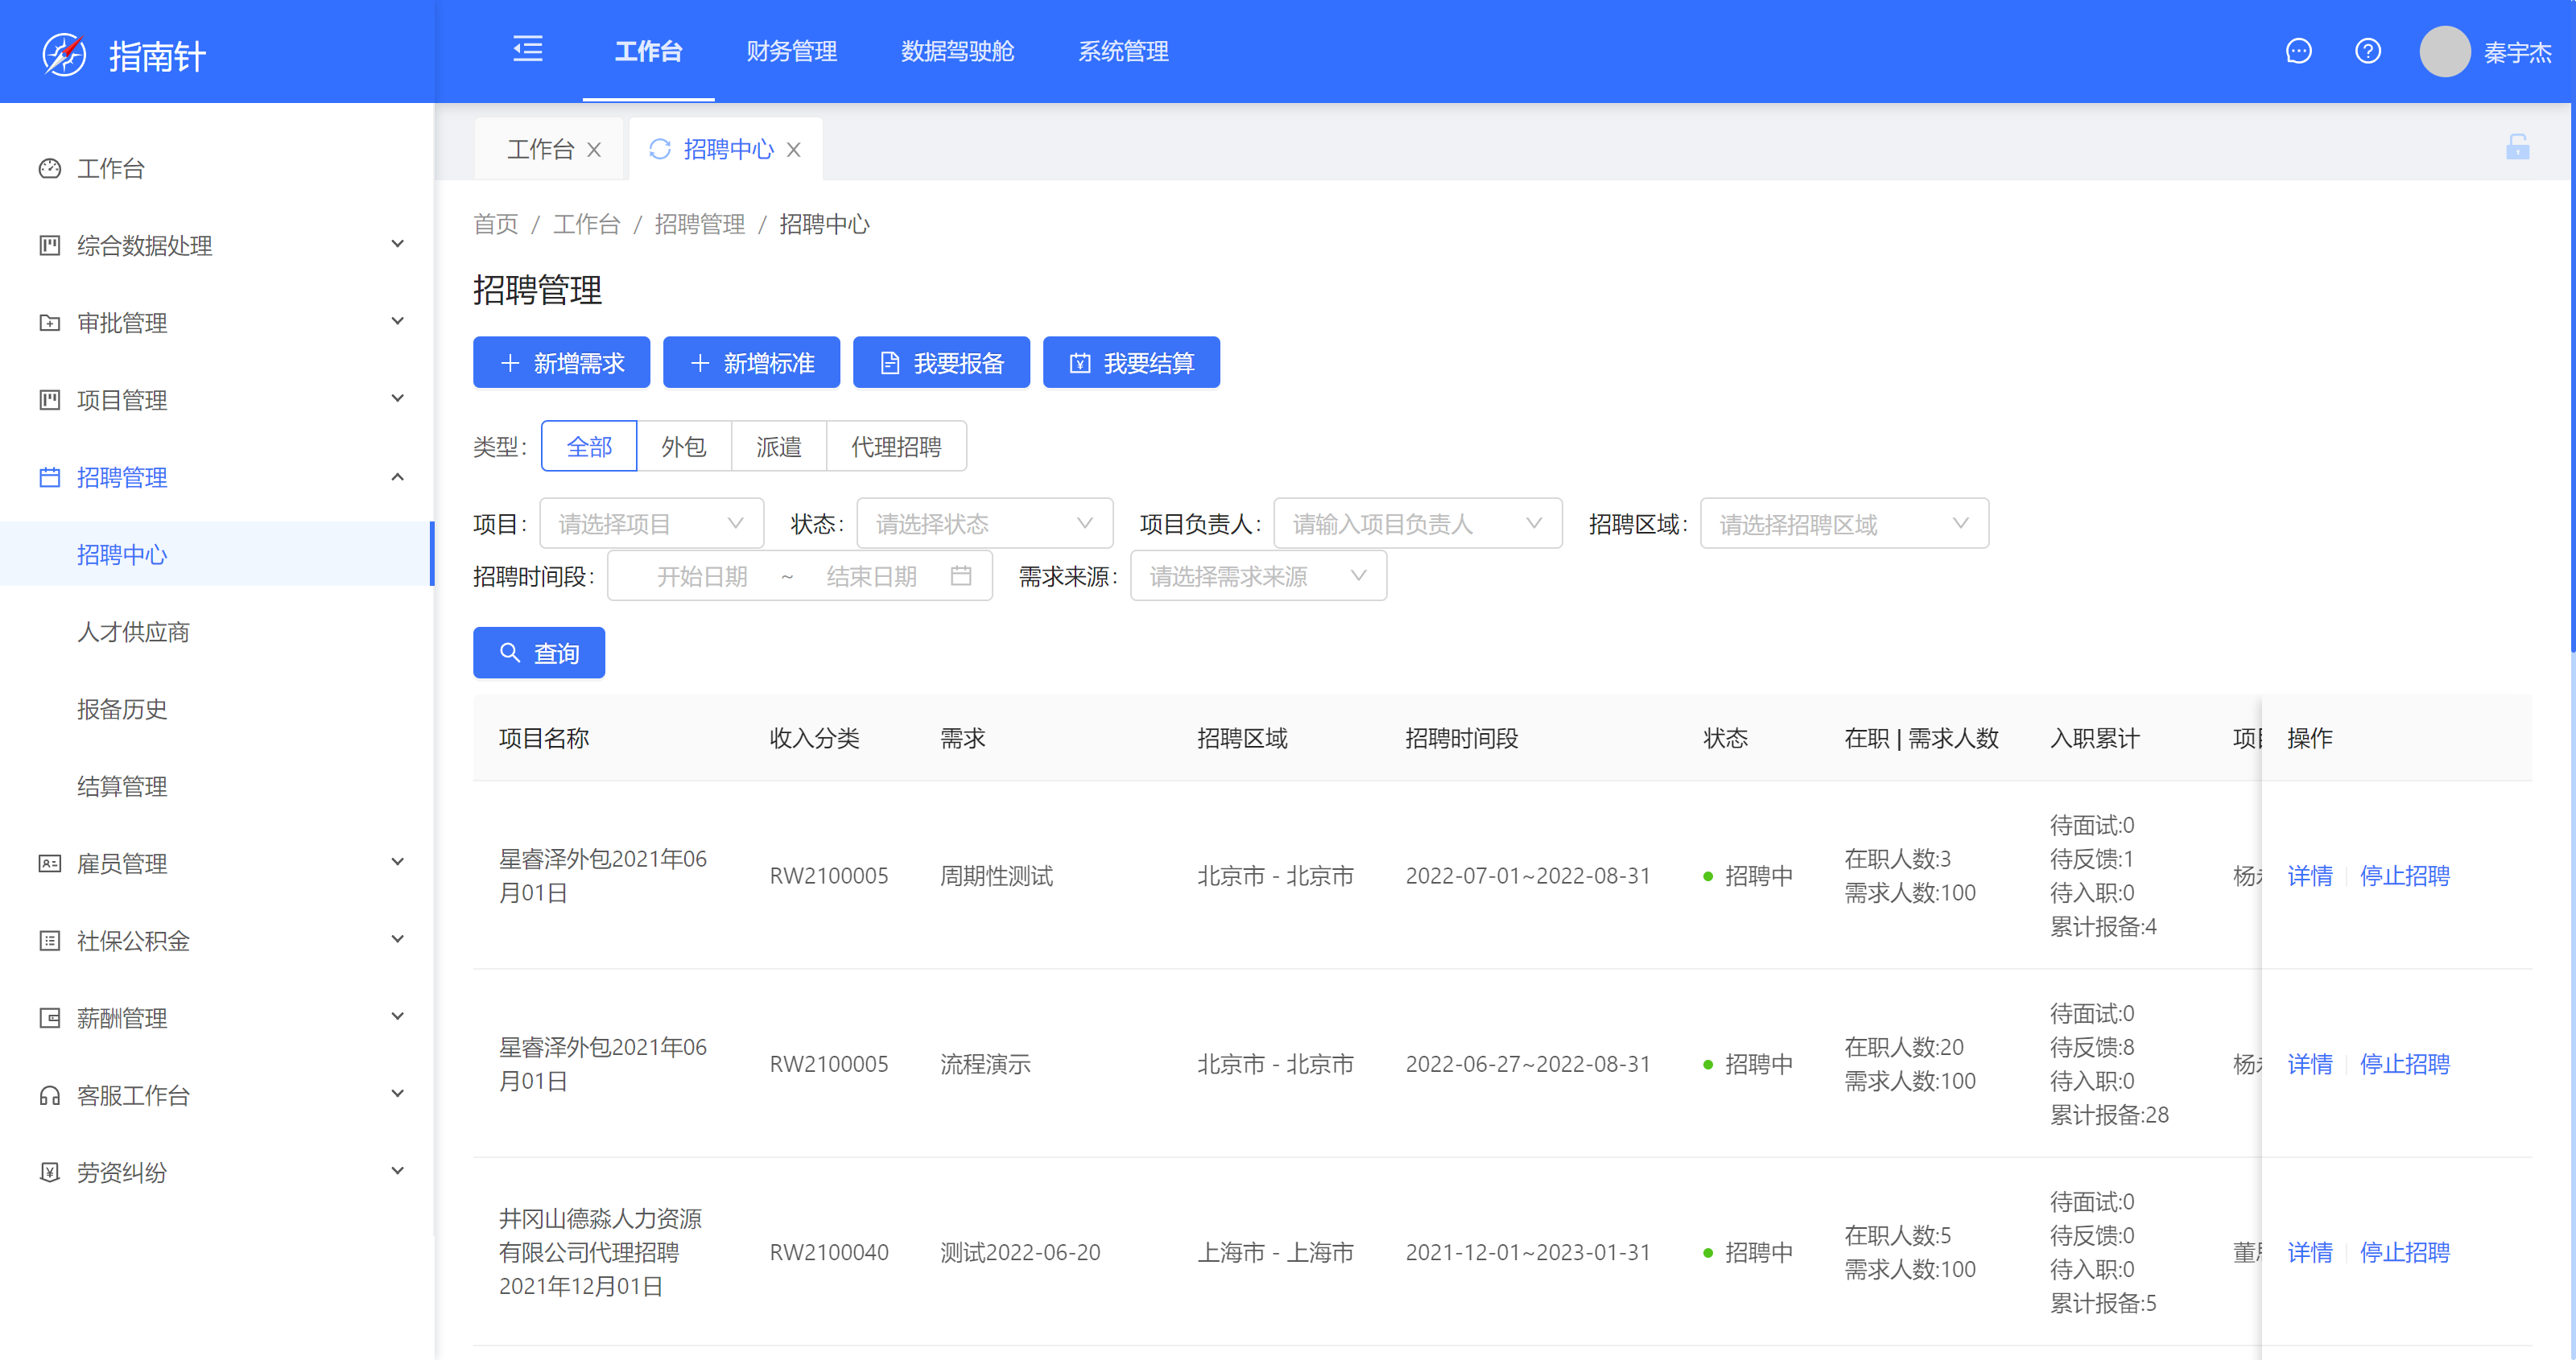 指南针
工作台 财务管理 数据驾驶舱 系统管理 秦宇杰
工作台
综合数据处理
审批管理
项目管理
招聘管理
招聘中心
人才供应商
报备历史
结算管理
雇员管理
社保公积金
薪酬管理
客服工作台
劳资纠纷
工作台 招聘中心
首页 / 工作台 / 招聘管理 / 招聘中心
招聘管理
新增需求 新增标准 我要报备 我要结算
类型: 全部 外包 派遣 代理招聘
项目: 请选择项目 状态: 请选择状态 项目负责人: 请输入项目负责人 招聘区域: 请选择招聘区域
招聘时间段: 开始日期 ~ 结束日期 需求来源: 请选择需求来源
查询
项目名称 收入分类 需求 招聘区域 招聘时间段 状态 在职 | 需求人数 入职累计 项 操作
星睿泽外包2021年06
月01日
RW2100005 周期性测试 北京市 - 北京市 2022-07-01~2022-08-31 招聘中
在职人数:3
需求人数:100
待面试:0
待反馈:1
待入职:0
累计报备:4
杨 详情 停止招聘
星睿泽外包2021年06
月01日
RW2100005 流程演示 北京市 - 北京市 2022-06-27~2022-08-31 招聘中
在职人数:20
需求人数:100
待面试:0
待反馈:8
待入职:0
累计报备:28
杨 详情 停止招聘
井冈山德淼人力资源
有限公司代理招聘
2021年12月01日
RW2100040 测试2022-06-20 上海市 - 上海市 2021-12-01~2023-01-31 招聘中
在职人数:5
需求人数:100
待面试:0
待反馈:0
待入职:0
累计报备:5
董 详情 停止招聘